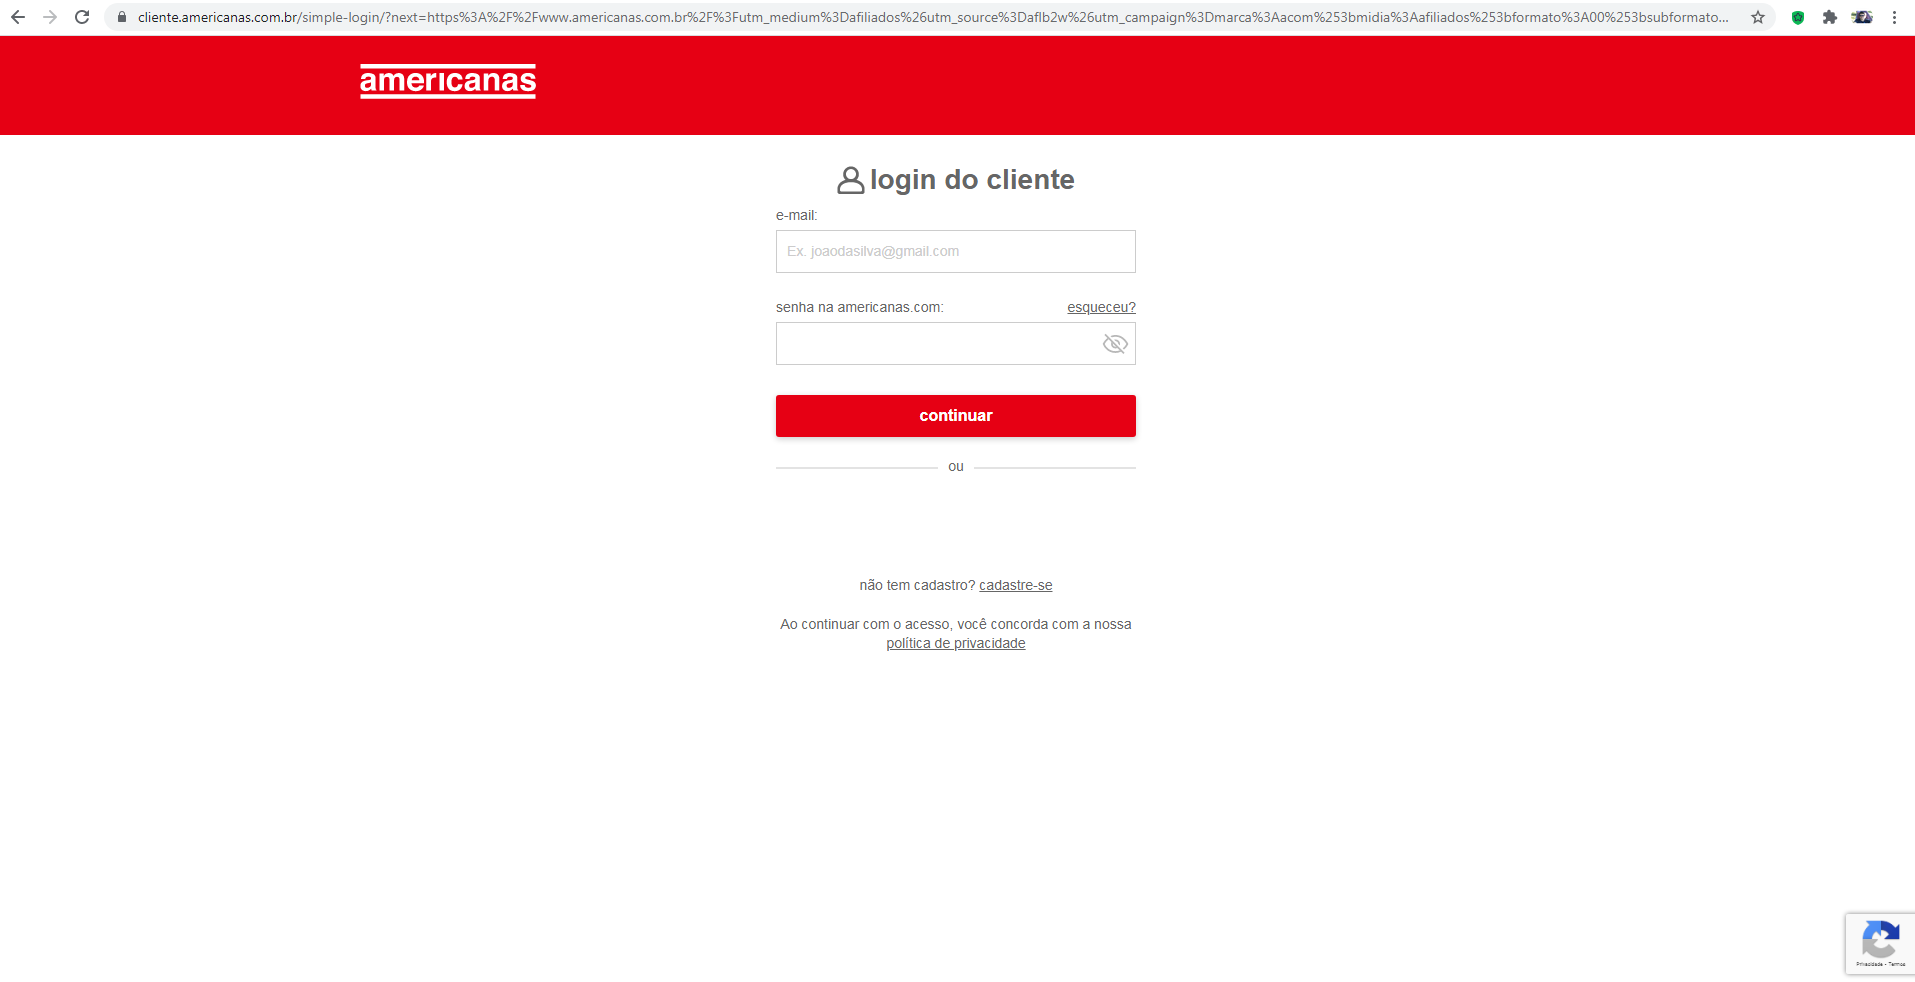 cliente.americanas.com.br/simple-login/?next=https%3A%2F%2Fwww.americanas.com.br%2F%3Futm_medium%3Dafiliados%26utm_source%3Daflb2w%26utm_campaign%3Dmarca%3Aacom%253bmidia%3Aafiliados%253bformato%3A00%253bsubformato...
americanas
login do cliente
e-mail:
Ex. joaodasilva@gmail.com
senha na americanas.com: esqueceu?
continuar
ou
não tem cadastro? cadastre-se
Ao continuar com o acesso, você concorda com a nossa
política de privacidade
Privacidade - Termos